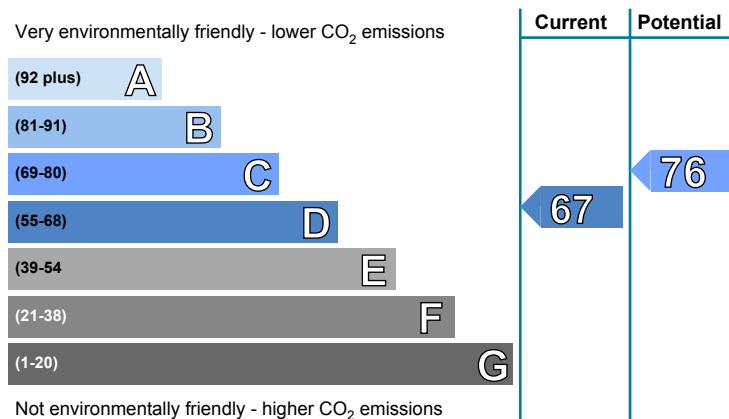 Current Potential
Very environmentally friendly - lower CO2 emissions
(92 plus) A
(81-91) B
(69-80) C
76
(55-68) D
67
(39-54 E
(21-38) F
(1-20) G
Not environmentally friendly - higher CO2 emissions